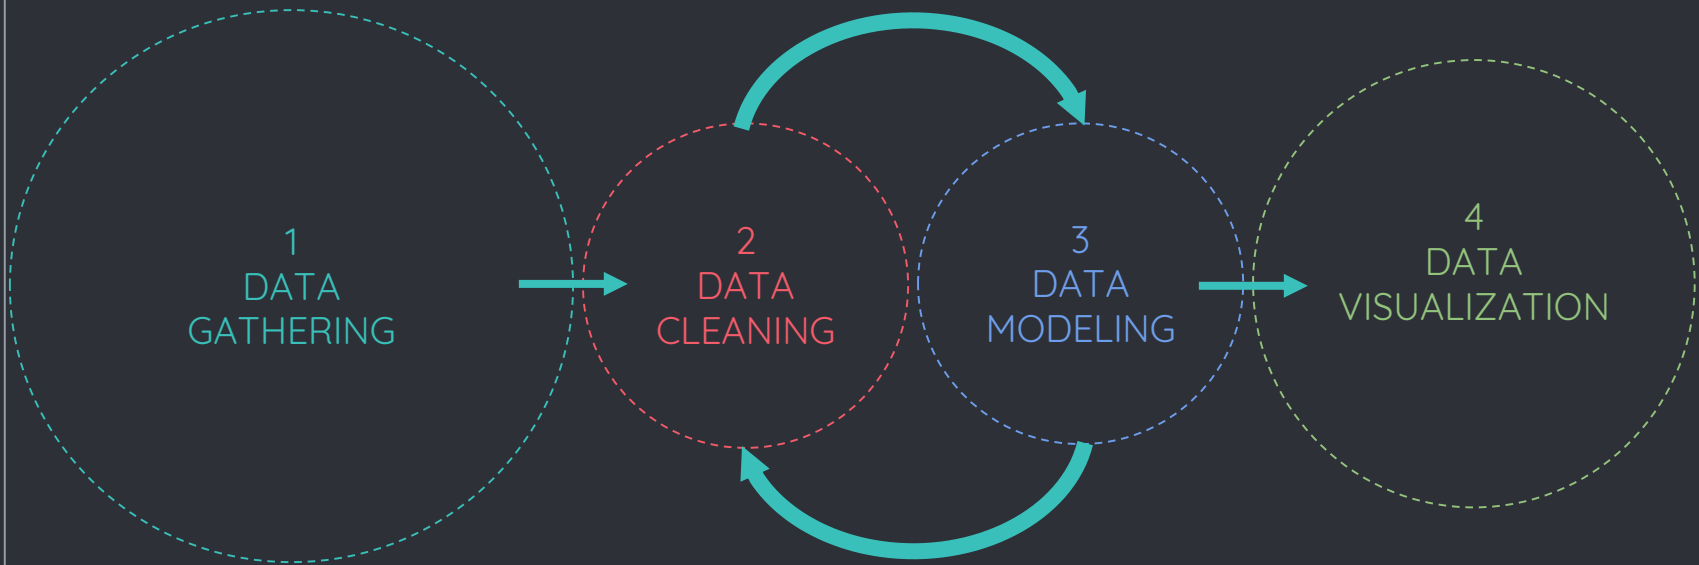 1
DATA
GATHERING
2
DATA
CLEANING
3
DATA
MODELING
4
DATA
VISUALIZATION